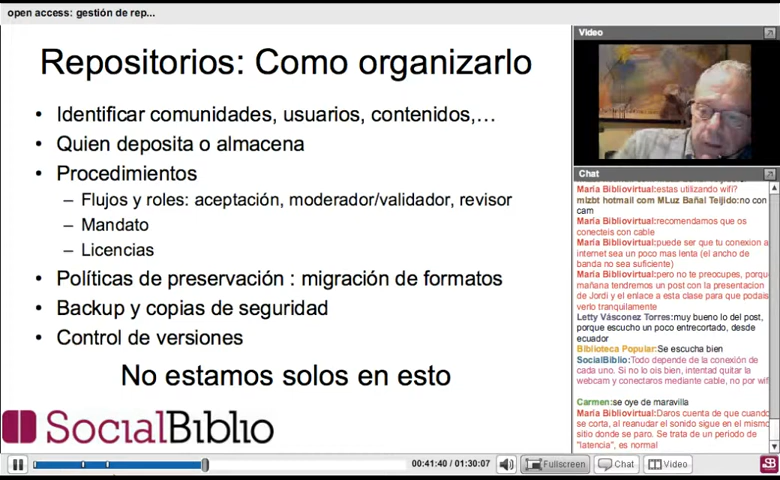 open access: gestión de rep...
Repositorios: Como organizarlo
• Identificar comunidades, usuarios, contenidos,…
• Quien deposita o almacena
• Procedimientos
– Flujos y roles: aceptación, moderador/validador, revisor
– Mandato
– Licencias
• Políticas de preservación : migración de formatos
• Backup y copias de seguridad
• Control de versiones
No estamos solos en esto
SocialBiblio
Video
Chat
María Bibliovirtual:estas utilizando wifi?
mlzbt hotmail com MLuz Bañal Teijido:no con
cam
María Bibliovirtual:recomendamos que os
conecteis con cable
María Bibliovirtual:puede ser que tu conexion a
internet sea un poco mas lenta (el ancho de
banda no sea suficiente)
María Bibliovirtual:pero no te preocupes, porque
mañana tendremos un post con la presentacion
de Jordi y el enlace a esta clase para que podais
verlo tranquilamente
Letty Vásconez Torres:muy bueno lo del post,
porque escucho un poco entrecortado, desde
ecuador
Biblioteca Popular:Se escucha bien
SocialBiblio:Todo depende de la conexión de
cada uno. Si no lo ois bien, intentad quitar la
webcam y conectaros mediante cable, no por wifi
Carmen:se oye de maravilla
María Bibliovirtual:Daros cuenta de que cuando
se corta, al reanudar el sonido sigue en el mismo
sitio donde se paro. Se trata de un periodo de
"latencia", es normal
00:41:40 / 01:30:07
Fullscreen
Chat
Video
SB